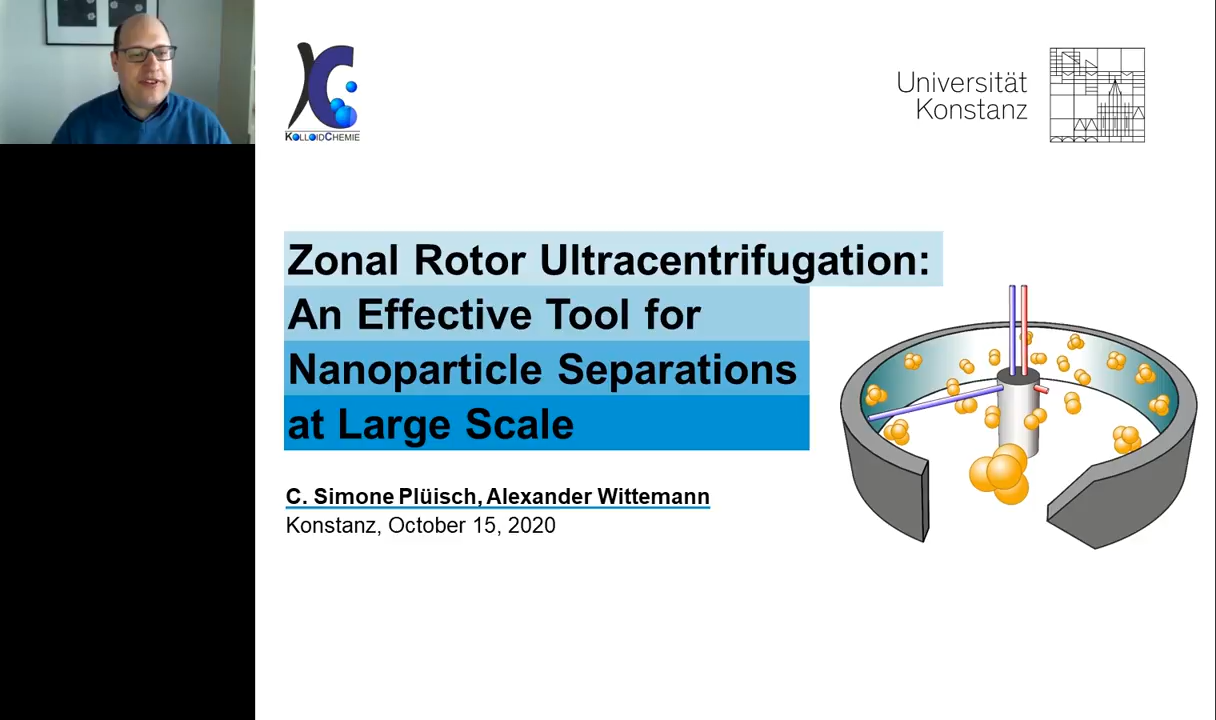 KOLLOIDCHEMIE
Universität
Konstanz
Zonal Rotor Ultracentrifugation:
An Effective Tool for
Nanoparticle Separations
at Large Scale
C. Simone Plüisch, Alexander Wittemann
Konstanz, October 15, 2020